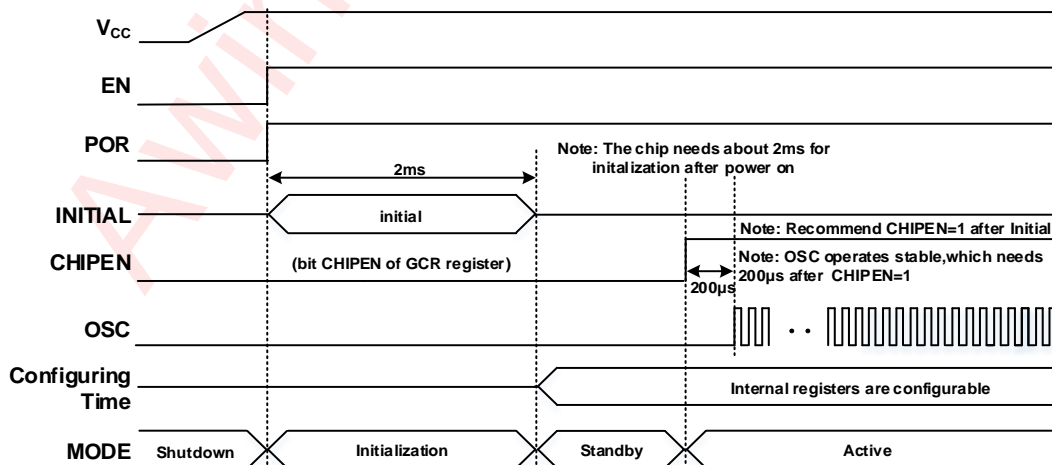 Awin
VCC
EN
POR
Note: The chip needs about 2ms for
initalization after power on
2ms
INITIAL
initial
Note: Recommend CHIPEN=1 after Initial
CHIPEN
(bit CHIPEN of GCR register)
Note: OSC operates stable,which needs
200µs after CHIPEN=1
200µs
OSC
Configuring
Time
Internal registers are configurable
MODE
Shutdown
Initialization
Standby
Active